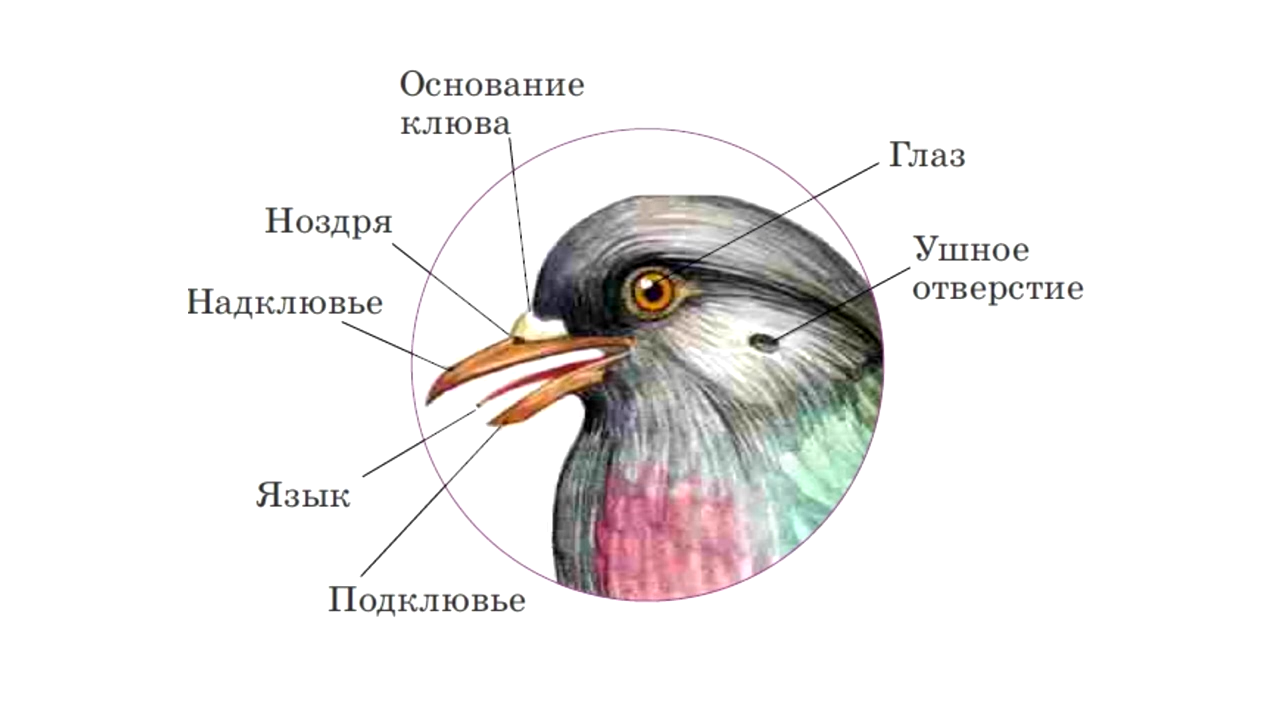 Основание
клюва
Глаз
Ноздря
Ушное
отверстие
Надклювье
Язык
Подклювье